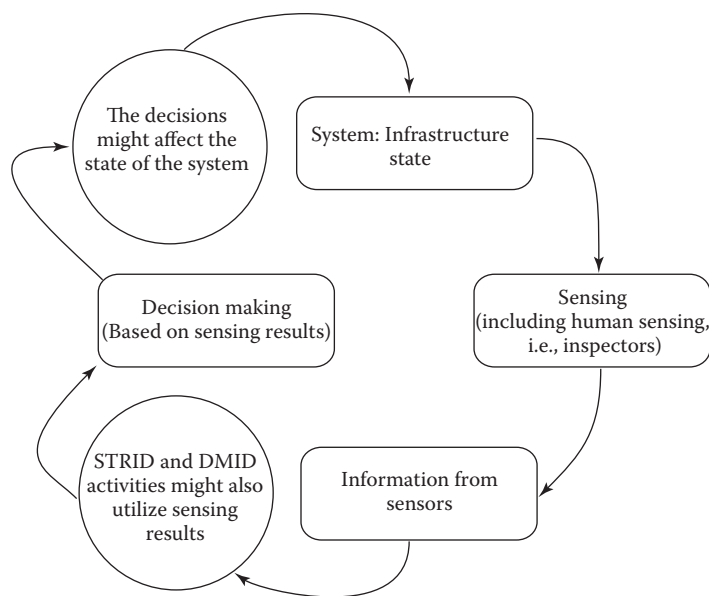 The decisions
might affect the
state of the system
System: Infrastructure
state
Sensing
(including human sensing,
i.e., inspectors)
Information from
sensors
STRID and DMID
activities might also
utilize sensing
results
Decision making
(Based on sensing results)